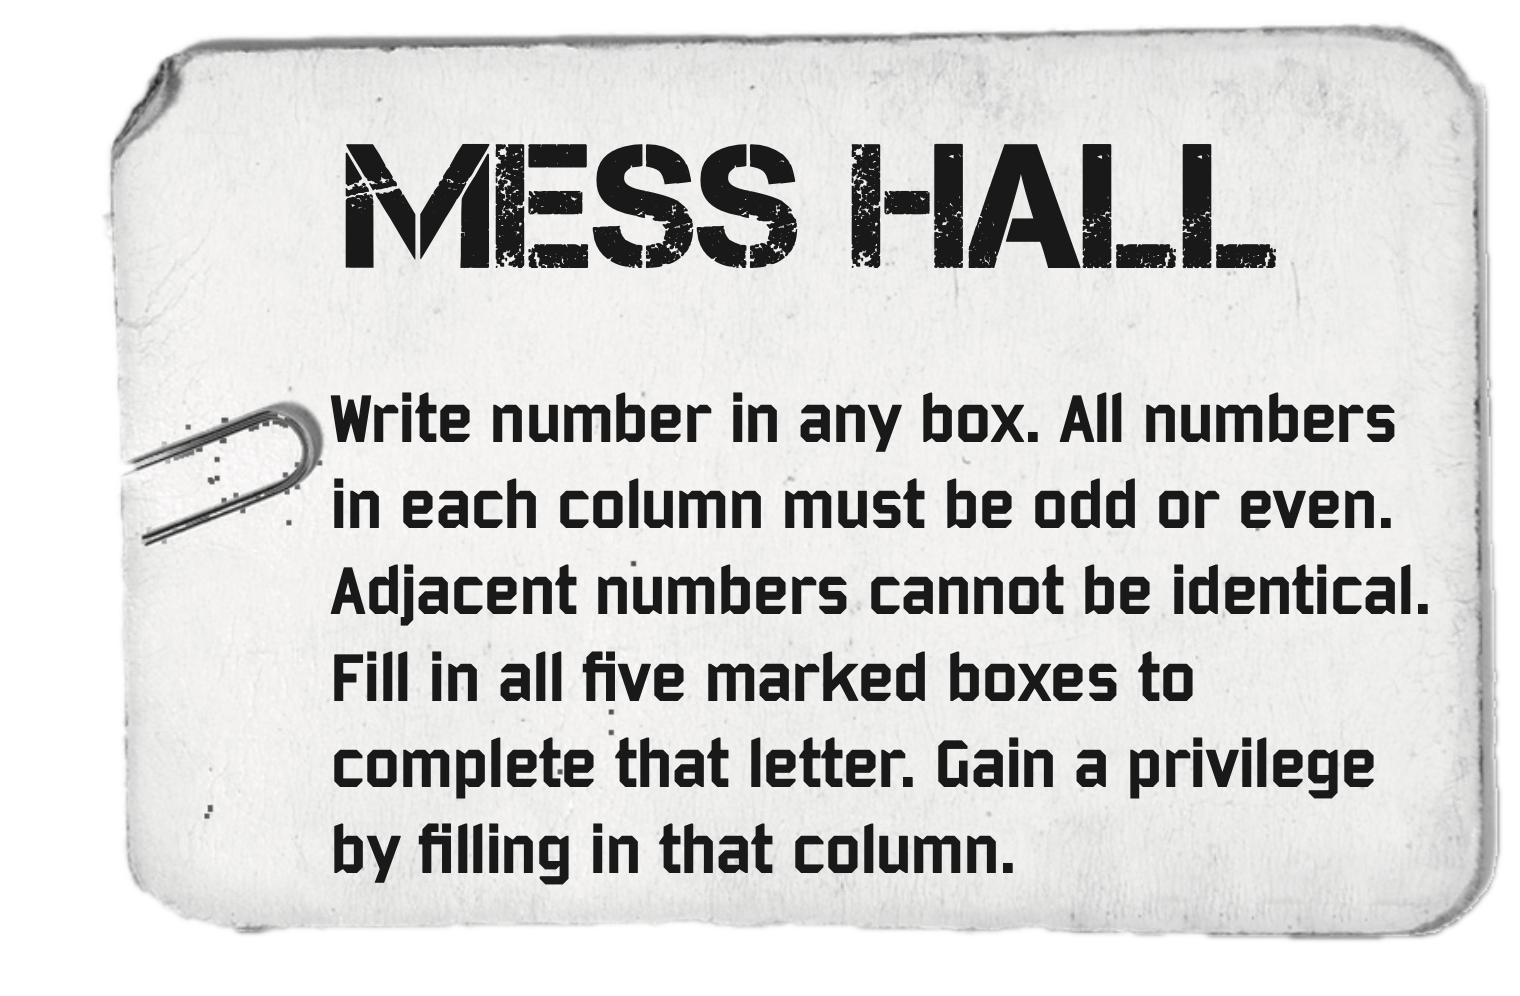 MESS HALL
Write number in any box. All numbers
in each column must be odd or even.
Adjacent numbers cannot be identical.
Fill in all five marked boxes to
complete that letter. Gain a privilege
by filling in that column.